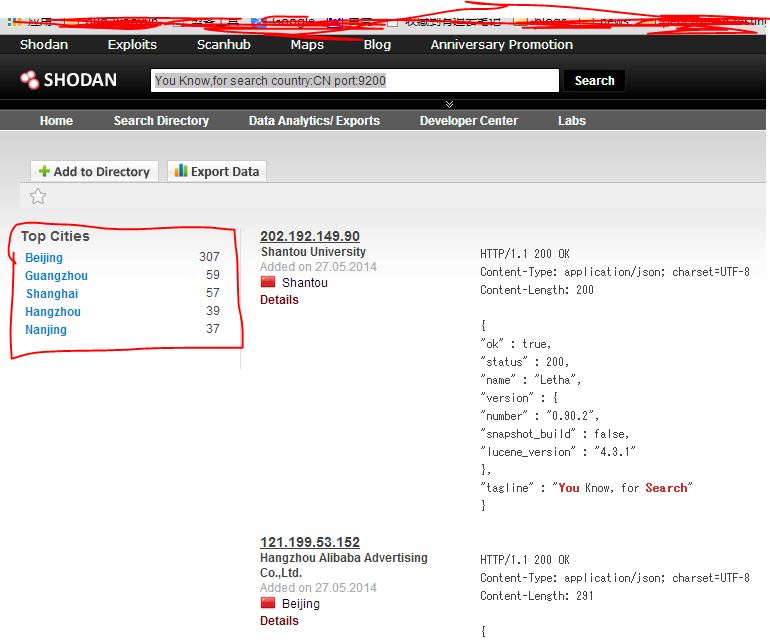 Shodan Exploits Scanhub Maps Blog Anniversary Promotion
SHODAN You Know,for search country:CN port:9200 Search
Home Search Directory Data Analytics/ Exports Developer Center Labs
Add to Directory Export Data
Top Cities
Beijing 307
Guangzhou 59
Shanghai 57
Hangzhou 39
Nanjing 37
202.192.149.90
Shantou University
Added on 27.05.2014
Shantou
Details
HTTP/1.1 200 OK
Content-Type: application/json; charset=UTF-8
Content-Length: 200
{
"ok" : true,
"status" : 200,
"name" : "Letha",
"version" : {
"number" : "0.90.2",
"snapshot_build" : false,
"lucene_version" : "4.3.1"
},
"tagline" : "You Know, for Search"
}
121.199.53.152
Hangzhou Alibaba Advertising
Co.,Ltd.
Added on 27.05.2014
Beijing
Details
HTTP/1.1 200 OK
Content-Type: application/json; charset=UTF-8
Content-Length: 291
{